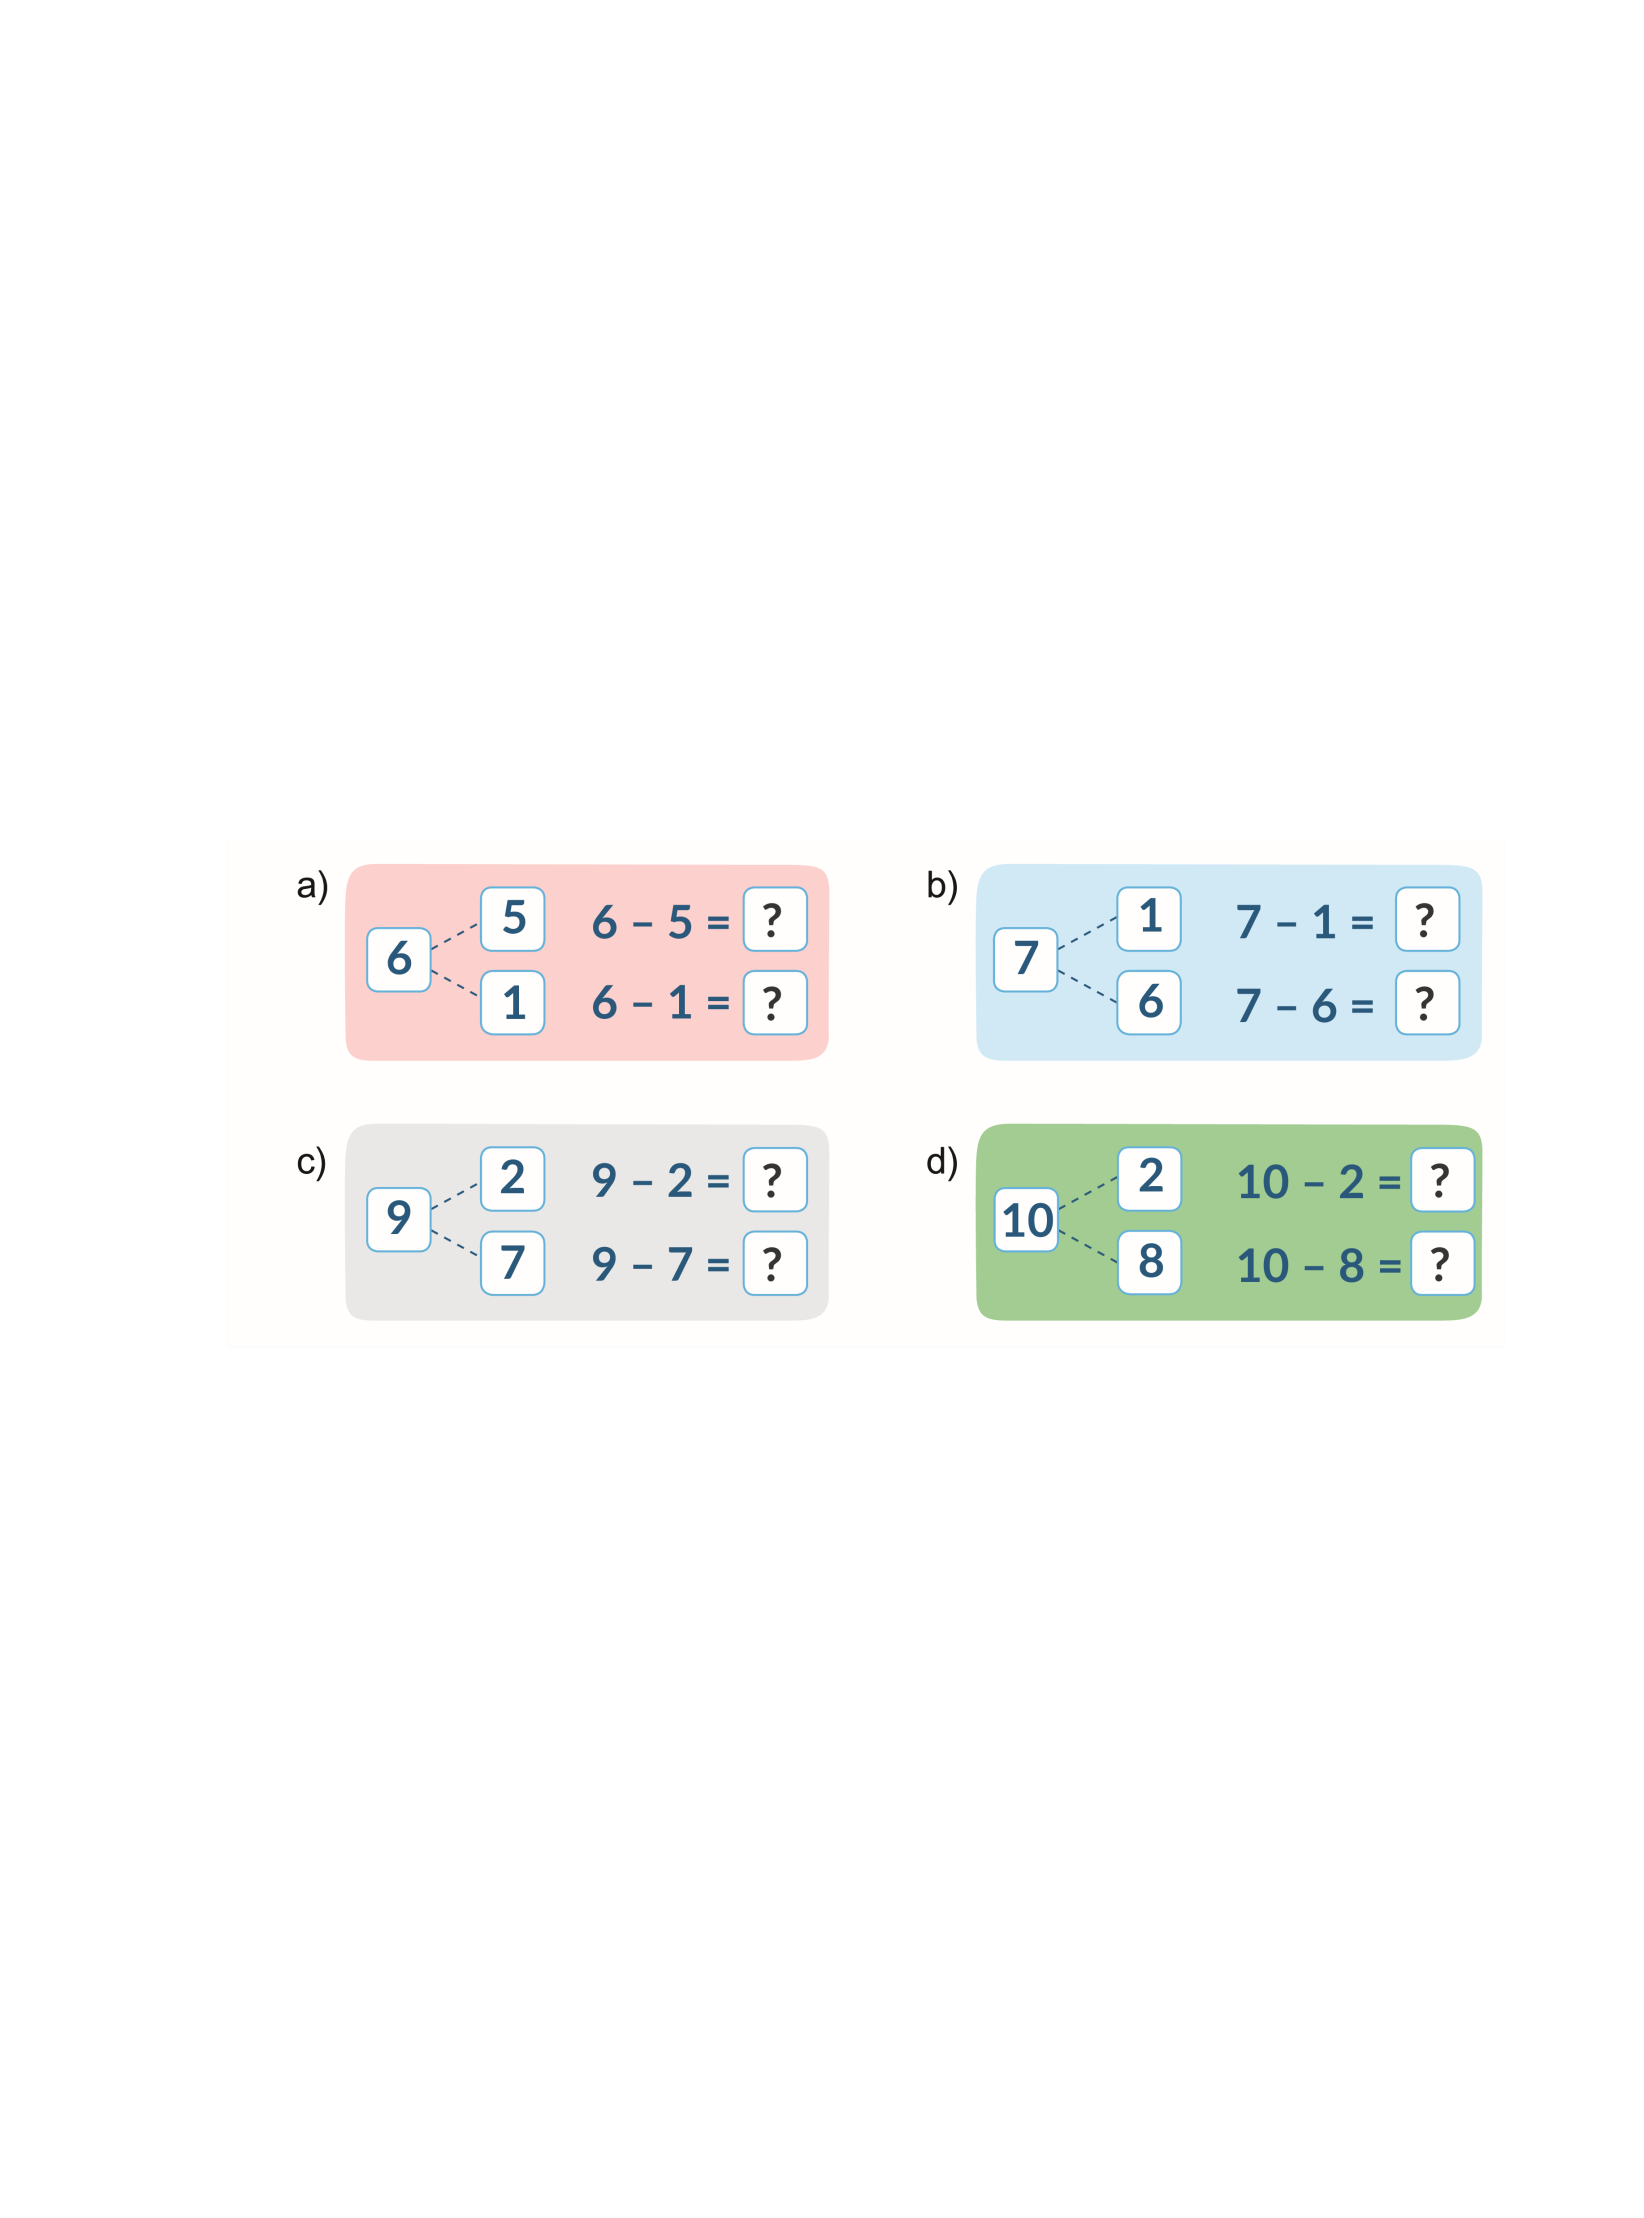 a)
5
6 – 5 = ?
6
1
6 – 1 = ?
b)
1
7 – 1 = ?
7
6
7 – 6 = ?
c)
2
9 – 2 = ?
9
7
9 – 7 = ?
d)
2
10 – 2 = ?
10
8
10 – 8 = ?